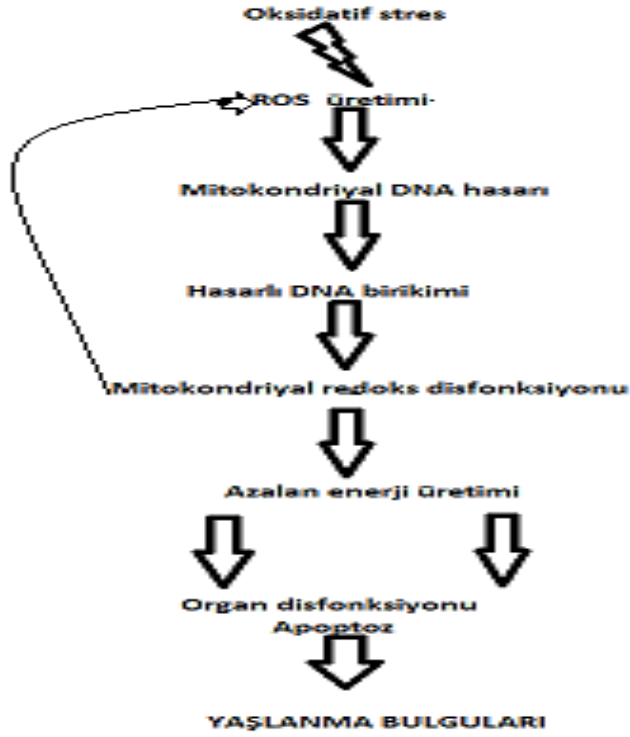 Oksidatif stres
ROS üretimi
Mitokondriyal DNA hasarı
Hasarlı DNA birikimi
Mitokondriyal redoks disfonksiyonu
Azalan enerji üretimi
Organ disfonksiyonu
Apoptoz
YAŞLANMA BULGULARI